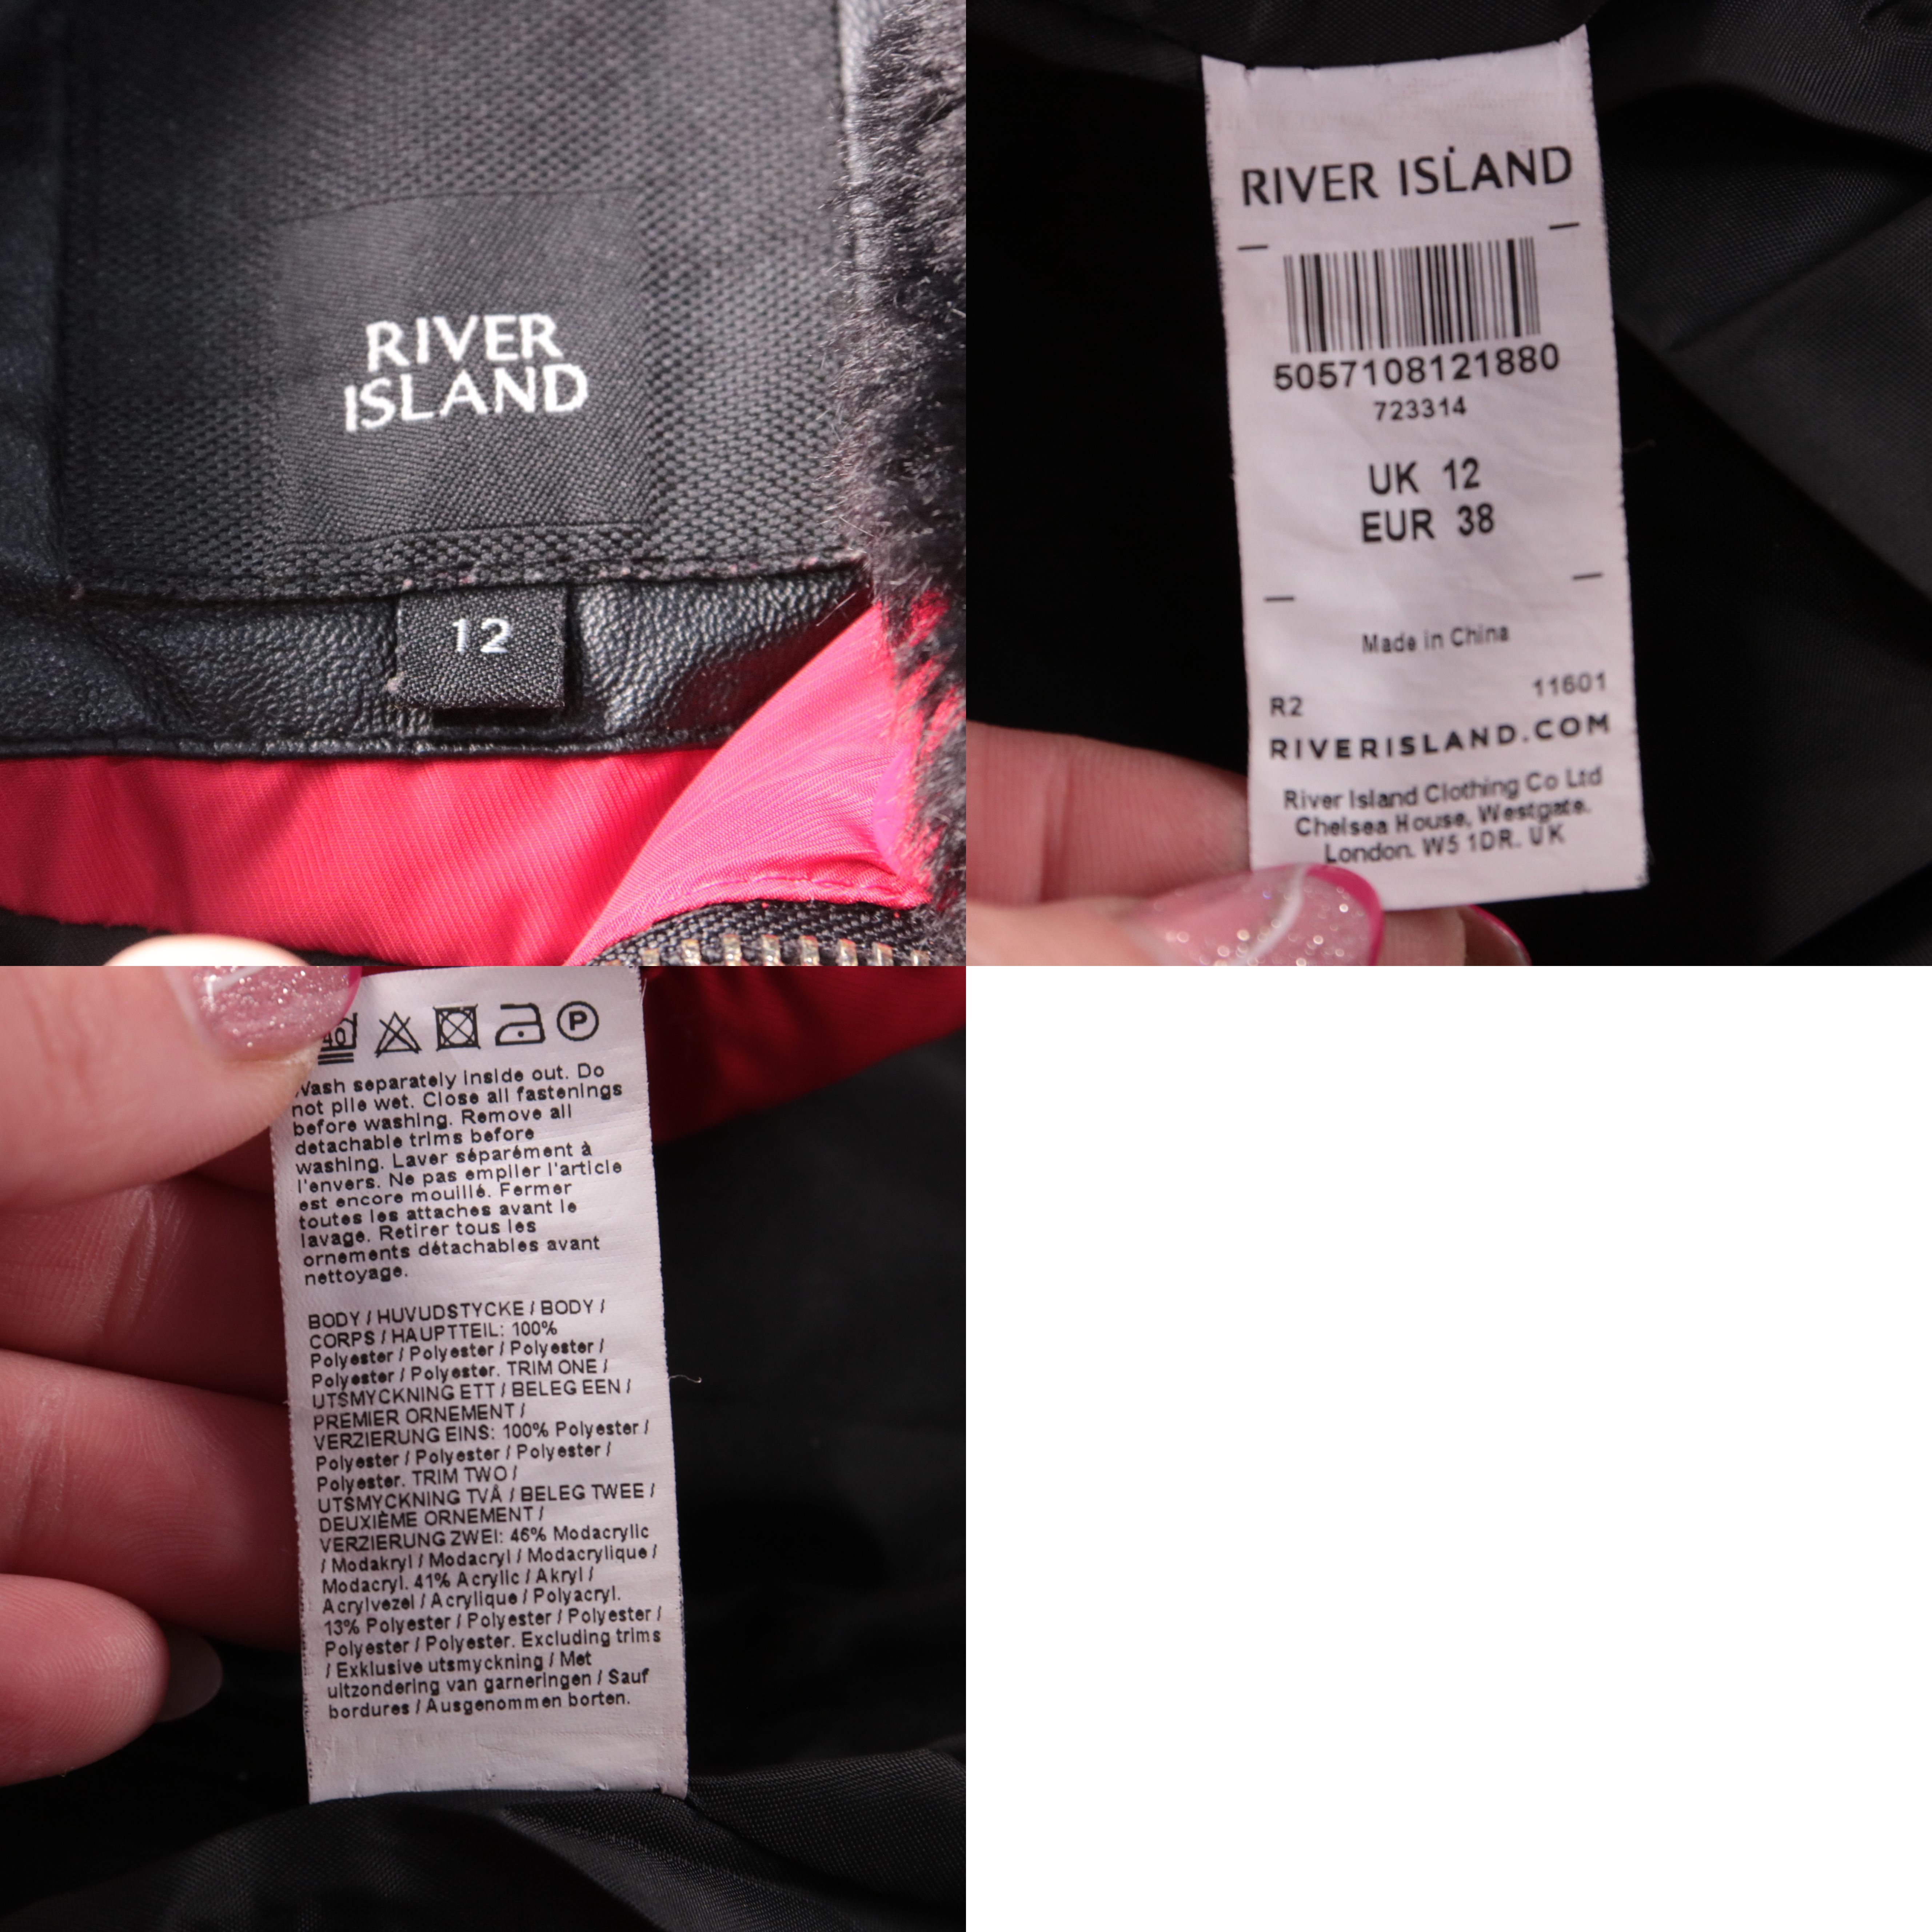 RIVER
ISLAND
12
RIVER ISLAND
5057108121880
723314
UK 12
EUR 38
Made in China
R2 11601
RIVERISLAND.COM
River Island Clothing Co Ltd
Chelsea House, Westgate.
London. W5 1DR. UK
40
P
Wash separately inside out. Do
not pile wet. Close all fastenings
before washing. Remove all
detachable trims before
washing. Laver séparément à
l'envers. Ne pas empiler l'article
est encore mouillé. Fermer
toutes les attaches avant le
lavage. Retirer tous les
ornements détachables avant
nettoyage.
BODY / HUVUDSTYCKE / BODY /
CORPS / HAUPTTEIL: 100%
Polyester / Polyester / Polyester /
Polyester / Polyester. TRIM ONE /
UTSMYCKNING ETT / BELEG EEN /
PREMIER ORNEMENT /
VERZIERUNG EINS: 100% Polyester /
Polyester / Polyester / Polyester /
Polyester. TRIM TWO /
UTSMYCKNING TVÅ / BELEG TWEE /
DEUXIÈME ORNEMENT /
VERZIERUNG ZWEI: 46% Modacrylic
/ Modakryl / Modacryl / Modacrylique /
Modacryl. 41% Acrylic / Akryl /
Acrylvezel / Acrylique / Polyacryl.
13% Polyester / Polyester / Polyester /
Polyester / Polyester. Excluding trims
/ Exklusive utsmyckning / Met
uitzondering van garneringen / Sauf
bordures / Ausgenommen borten.